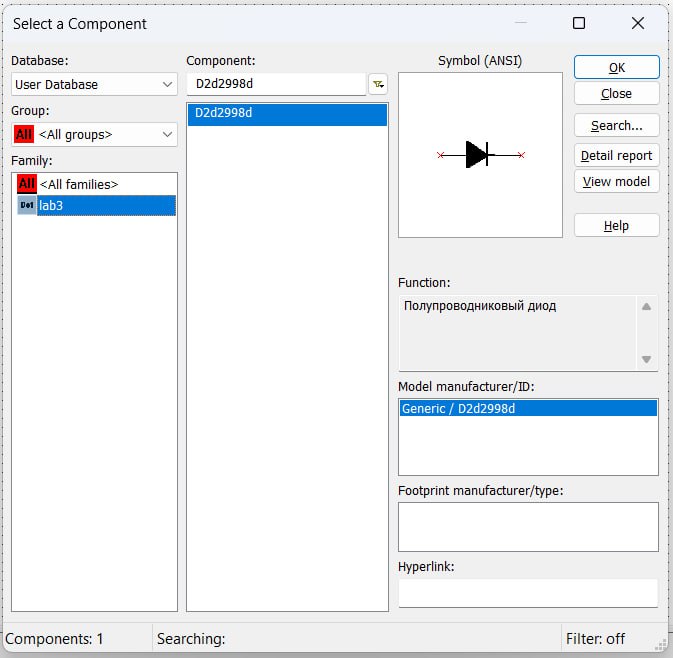 Select a Component
Database:
User Database
Group:
All <All groups>
Family:
All <All families>
lab3
Component:
D2d2998d
D2d2998d
Symbol (ANSI)
OK
Close
Search...
Detail report
View model
Help
Function:
Полупроводниковый диод
Model manufacturer/ID:
Generic / D2d2998d
Footprint manufacturer/type:
Hyperlink:
Components: 1
Searching:
Filter: off